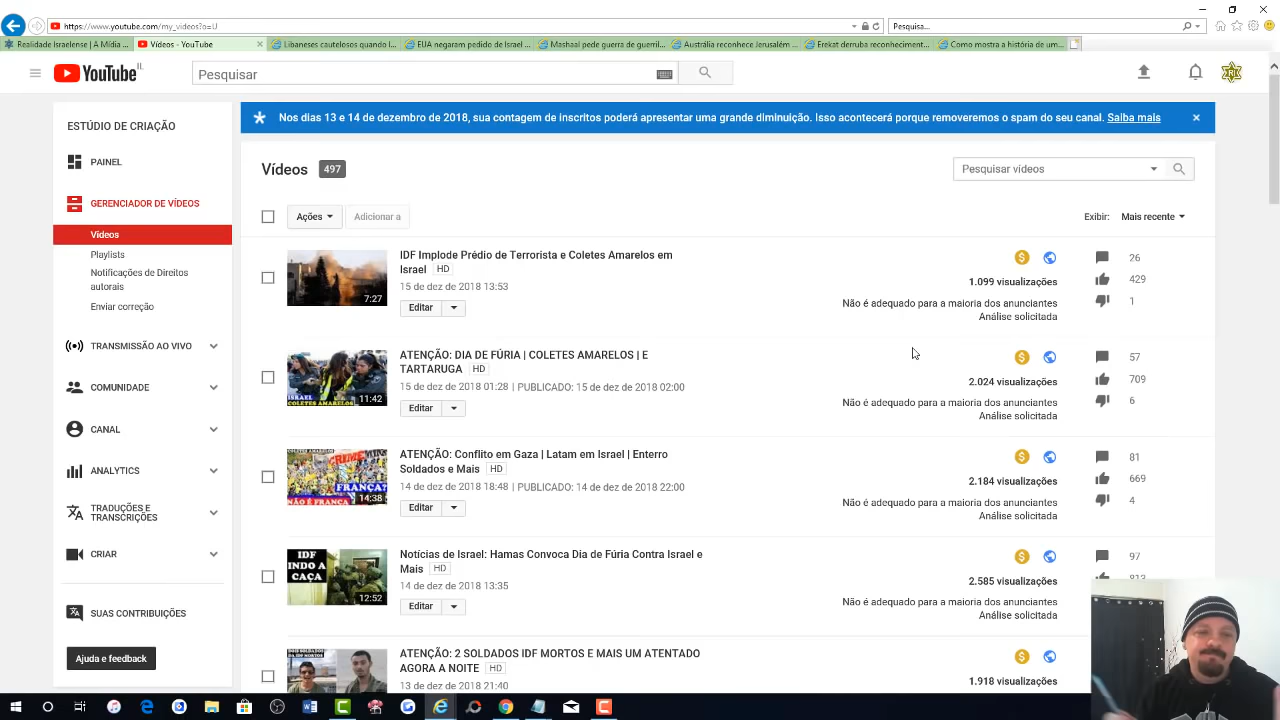 https://www.youtube.com/my_videos?o=U
Pesquisa...
Realidade Israelense | A Mídia ...
Vídeos - YouTube
Libaneses cautelosos quando I...
EUA negaram pedido de Israel ...
Mashaal pede guerra de guerril...
Austrália reconhece Jerusalém ...
Erekat derruba reconheciment...
Como mostra a história de um...
YouTube IL
Pesquisar
ESTÚDIO DE CRIAÇÃO
PAINEL
GERENCIADOR DE VÍDEOS
Vídeos
Playlists
Notificações de Direitos
autorais
Enviar correção
TRANSMISSÃO AO VIVO
COMUNIDADE
CANAL
ANALYTICS
TRADUÇÕES E
TRANSCRIÇÕES
CRIAR
SUAS CONTRIBUIÇÕES
Ajuda e feedback
Nos dias 13 e 14 de dezembro de 2018, sua contagem de inscritos poderá apresentar uma grande diminuição. Isso acontecerá porque removeremos o spam do seu canal. Saiba mais
Vídeos 497
Pesquisar vídeos
Ações
Adicionar a
Exibir: Mais recente
7:27
IDF Implode Prédio de Terrorista e Coletes Amarelos em
Israel HD
15 de dez de 2018 13:53
Editar
1.099 visualizações
Não é adequado para a maioria dos anunciantes
Análise solicitada
26
429
1
ISRAEL
COLETES AMARELOS
11:42
ATENÇÃO: DIA DE FÚRIA | COLETES AMARELOS | E
TARTARUGA HD
15 de dez de 2018 01:28 | PUBLICADO: 15 de dez de 2018 02:00
Editar
2.024 visualizações
Não é adequado para a maioria dos anunciantes
Análise solicitada
57
709
6
COLETES AMARELOS
FRANÇA?
NÃO É FRANÇA
14:38
ATENÇÃO: Conflito em Gaza | Latam em Israel | Enterro
Soldados e Mais HD
14 de dez de 2018 18:48 | PUBLICADO: 14 de dez de 2018 22:00
Editar
2.184 visualizações
Não é adequado para a maioria dos anunciantes
Análise solicitada
81
669
4
IDF
INDO A
CAÇA
12:52
Notícias de Israel: Hamas Convoca Dia de Fúria Contra Israel e
Mais HD
14 de dez de 2018 13:35
Editar
2.585 visualizações
Não é adequado para a maioria dos anunciantes
Análise solicitada
97
ATENÇÃO: 2 SOLDADOS IDF MORTOS E MAIS UM ATENTADO
AGORA A NOITE HD
13 de dez de 2018 21:40
1.918 visualizações